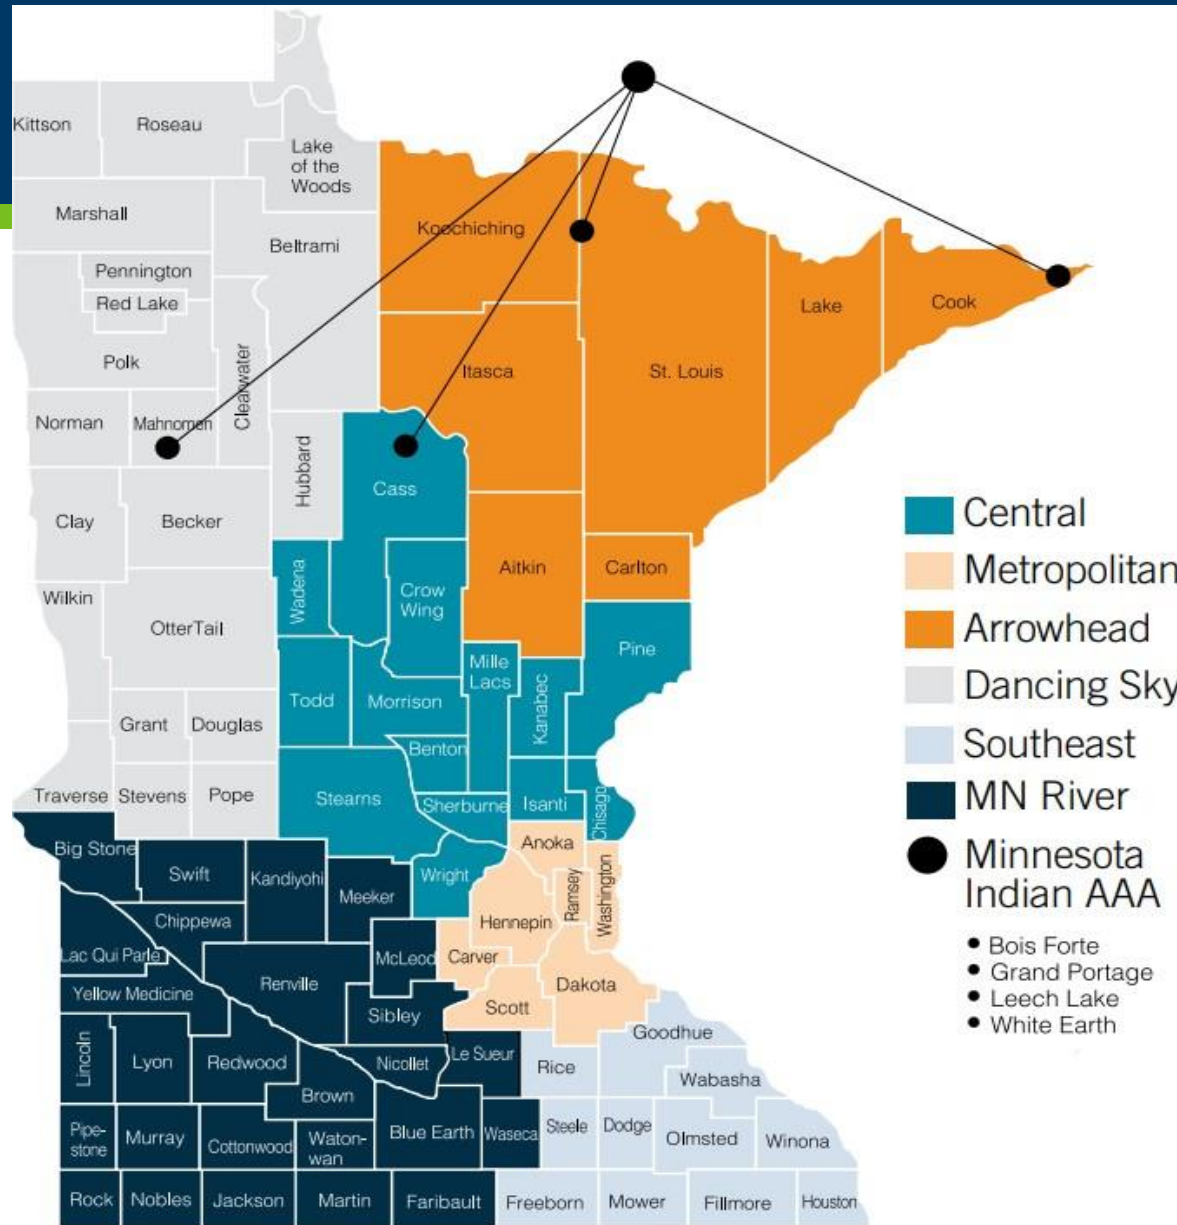 Kittson
Roseau
Lake
of the
Woods
Marshall
Koochiching
Beltrami
Pennington
Red Lake
Lake
Cook
Polk
Clearwater
Itasca
St. Louis
Norman
Mahnomen
Hubbard
Cass
Clay
Becker
Wadena
Crow
Wing
Aitkin
Carlton
Wilkin
OtterTail
Mille
Lacs
Pine
Kanabec
Todd
Morrison
Grant
Douglas
Benton
Traverse
Stevens
Pope
Stearns
Sherburne
Isanti
Chisago
Big Stone
Swift
Kandiyohi
Meeker
Wright
Anoka
Ramsey
Washington
Hennepin
Chippewa
Lac Qui Parle
McLeod
Carver
Yellow Medicine
Renville
Dakota
Scott
Sibley
Goodhue
Lincoln
Lyon
Redwood
Nicollet
Le Sueur
Rice
Wabasha
Brown
Pipe-
stone
Murray
Cottonwood
Waton-
wan
Blue Earth
Waseca
Steele
Dodge
Olmsted
Winona
Rock
Nobles
Jackson
Martin
Faribault
Freeborn
Mower
Fillmore
Houston
Central
Metropolitan
Arrowhead
Dancing Sky
Southeast
MN River
Minnesota
Indian AAA
• Bois Forte
• Grand Portage
• Leech Lake
• White Earth